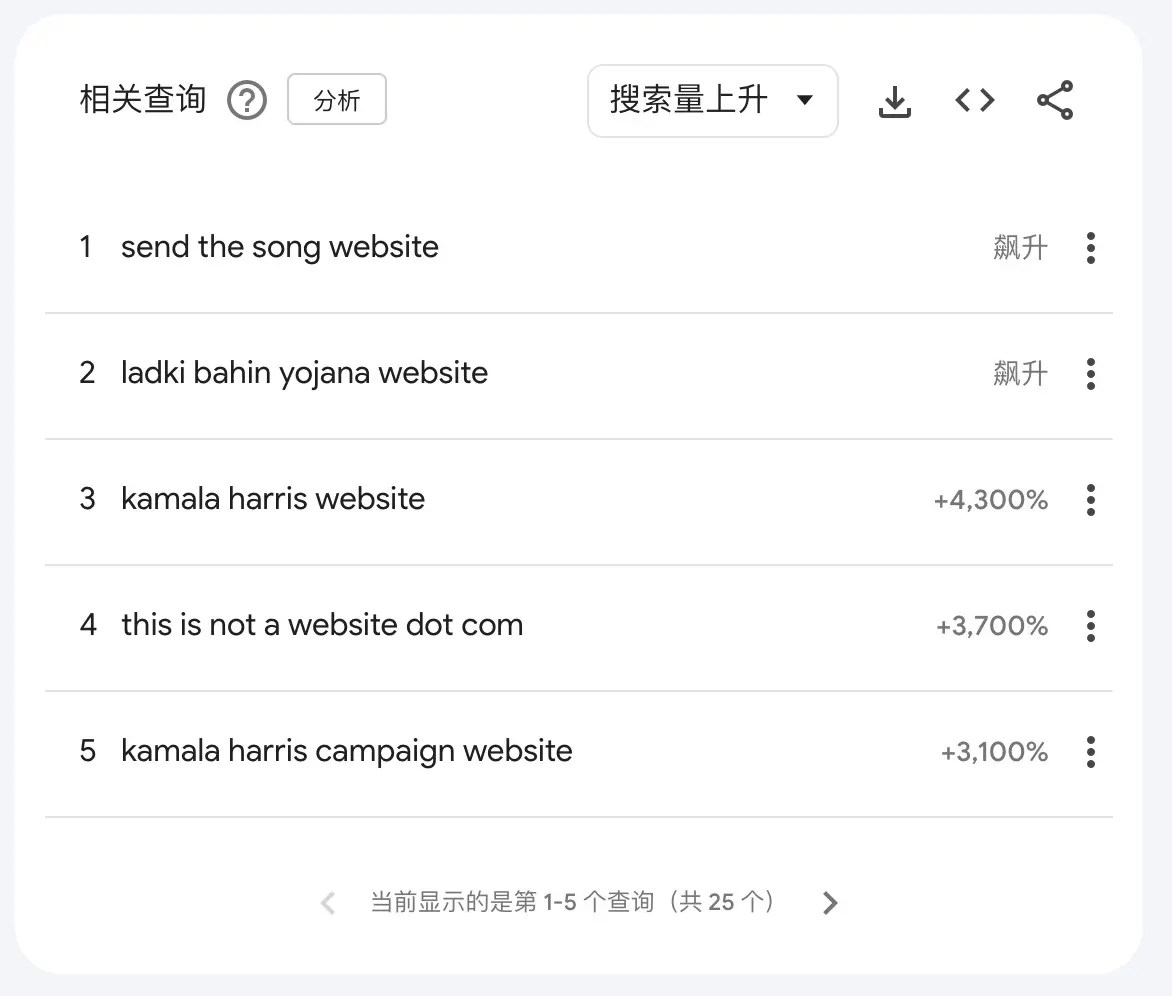 相关查询 分析 搜索量上升
1 send the song website 飙升
2 ladki bahin yojana website 飙升
3 kamala harris website +4,300%
4 this is not a website dot com +3,700%
5 kamala harris campaign website +3,100%
当前显示的是第 1-5 个查询（共 25 个）